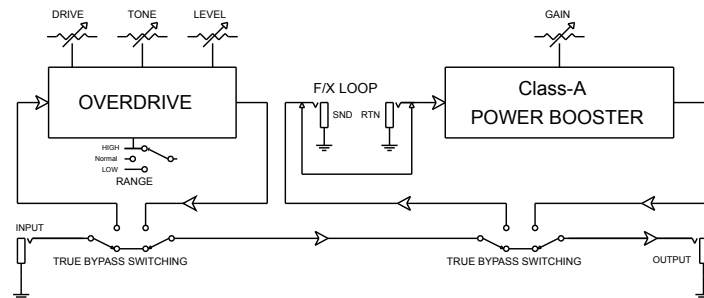 DRIVE
TONE
LEVEL
GAIN
OVERDRIVE
F/X LOOP
SND
RTN
Class-A
POWER BOOSTER
HIGH
Normal
LOW
RANGE
INPUT
TRUE BYPASS SWITCHING
TRUE BYPASS SWITCHING
OUTPUT